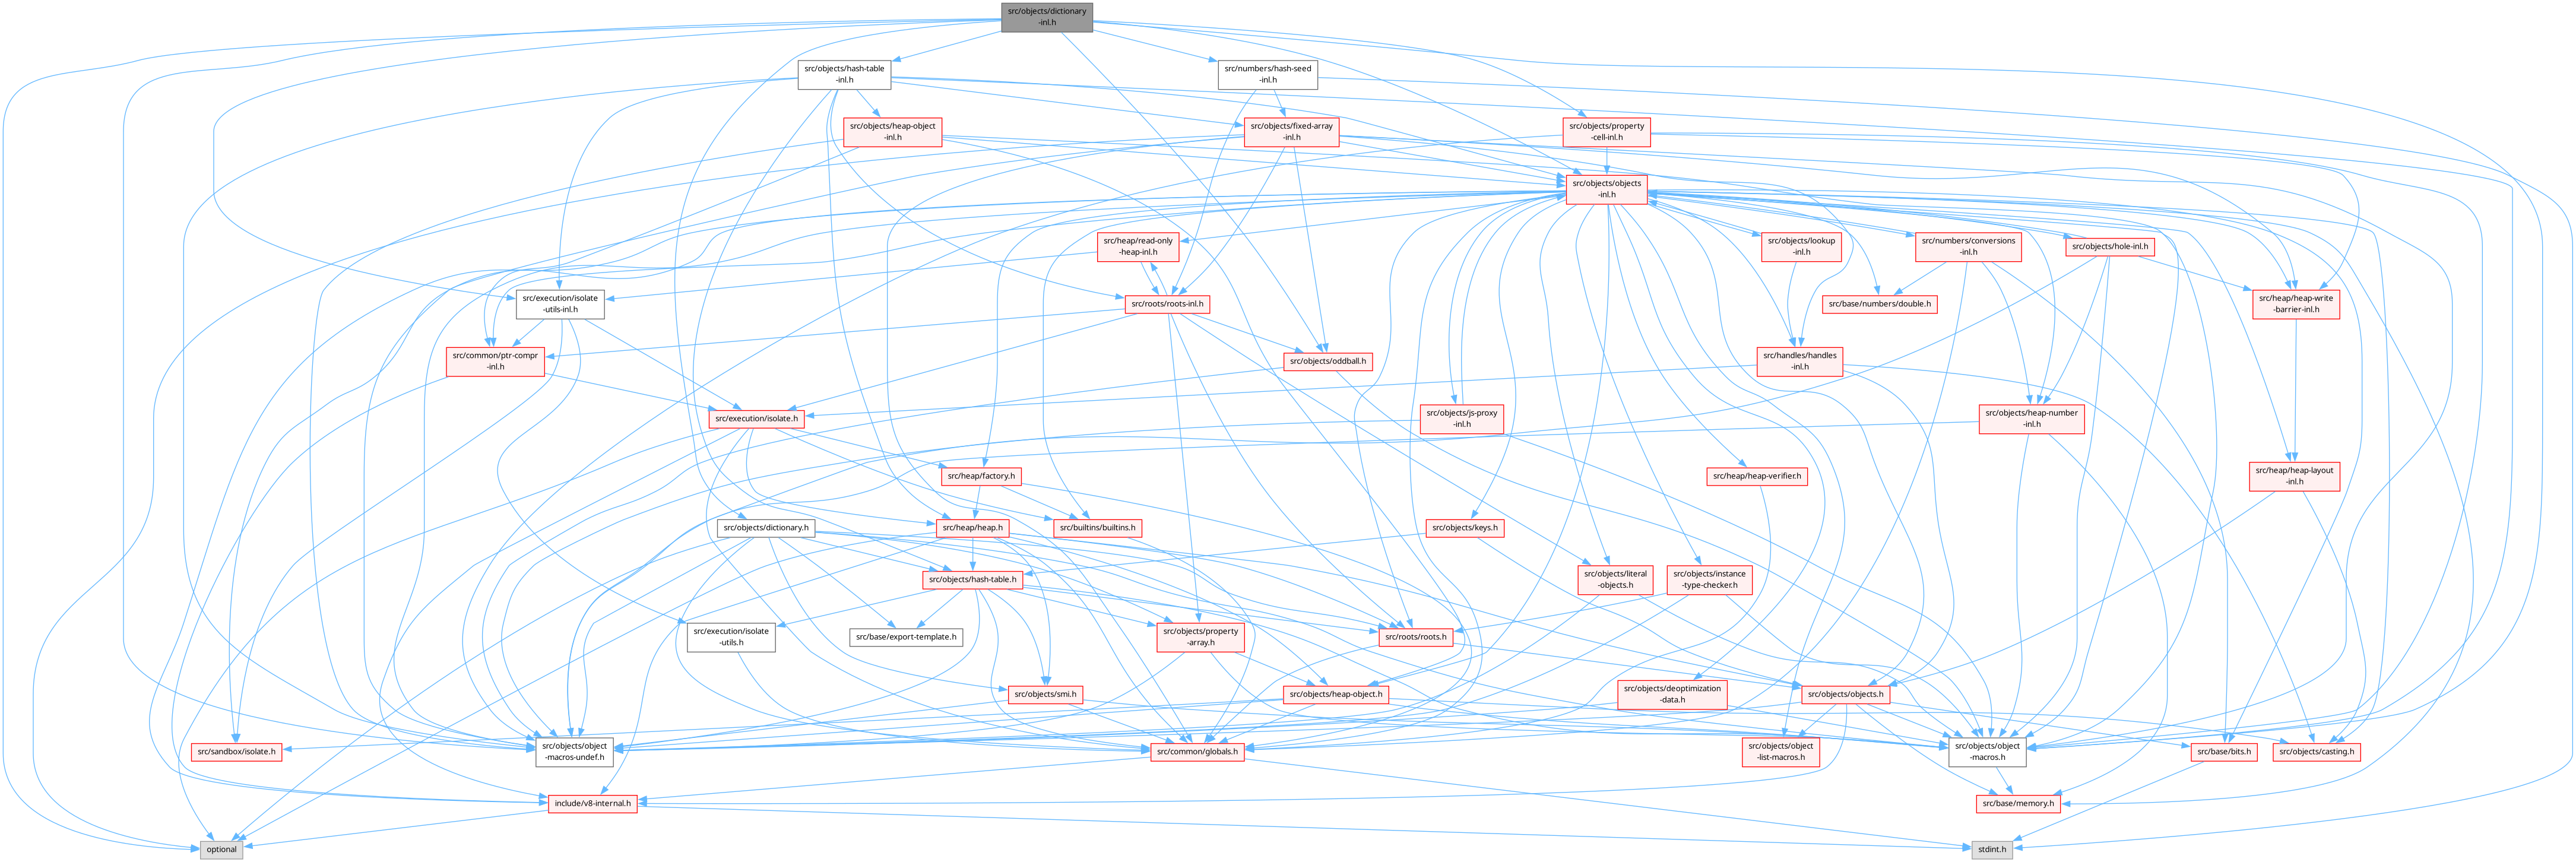 src/objects/dictionary
-inl.h
src/objects/hash-table
-inl.h
src/numbers/hash-seed
-inl.h
src/objects/heap-object
-inl.h
src/objects/fixed-array
-inl.h
src/objects/property
-cell-inl.h
src/objects/objects
-inl.h
src/heap/read-only
-heap-inl.h
src/objects/lookup
-inl.h
src/numbers/conversions
-inl.h
src/objects/hole-inl.h
src/execution/isolate
-utils-inl.h
src/roots/roots-inl.h
src/base/numbers/double.h
src/heap/heap-write
-barrier-inl.h
src/common/ptr-compr
-inl.h
src/objects/oddball.h
src/handles/handles
-inl.h
src/execution/isolate.h
src/objects/js-proxy
-inl.h
src/objects/heap-number
-inl.h
src/heap/factory.h
src/heap/heap-verifier.h
src/heap/heap-layout
-inl.h
src/objects/dictionary.h
src/heap/heap.h
src/builtins/builtins.h
src/objects/keys.h
src/objects/hash-table.h
src/objects/literal
-objects.h
src/objects/instance
-type-checker.h
src/execution/isolate
-utils.h
src/base/export-template.h
src/objects/property
-array.h
src/roots/roots.h
src/objects/smi.h
src/objects/heap-object.h
src/objects/deoptimization
-data.h
src/objects/objects.h
src/sandbox/isolate.h
src/objects/object
-macros-undef.h
src/common/globals.h
src/objects/object
-list-macros.h
src/objects/object
-macros.h
src/base/bits.h
src/objects/casting.h
include/v8-internal.h
src/base/memory.h
optional
stdint.h